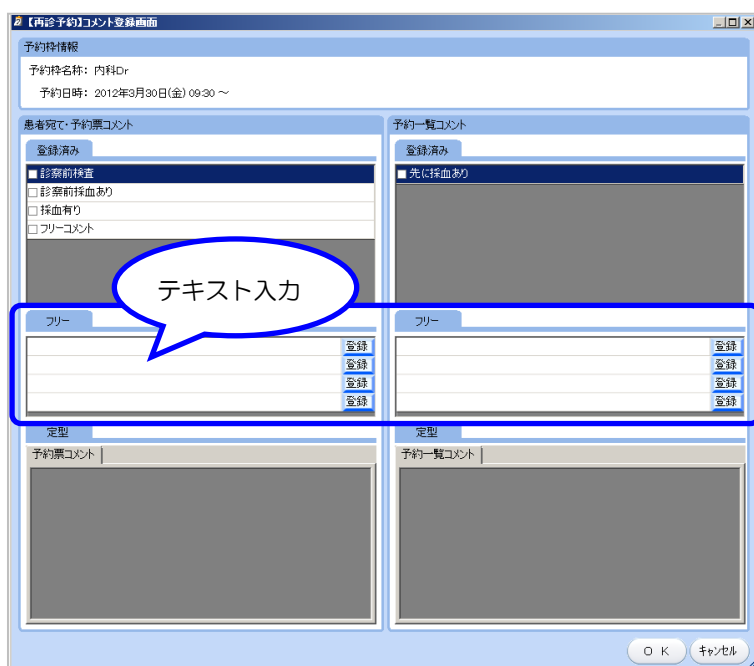 【再診予約】コメント登録画面
予約枠情報
予約枠名称: 内科Dr
予約日時: 2012年3月30日(金) 09:30 ～
患者宛て・予約票コメント
登録済み
診察前検査
診察前採血あり
採血有り
フリーコメント
テキスト入力
フリー
登録
登録
登録
登録
定型
予約票コメント
予約一覧コメント
登録済み
先に採血あり
フリー
登録
登録
登録
登録
定型
予約一覧コメント
ＯＫ
キャンセル